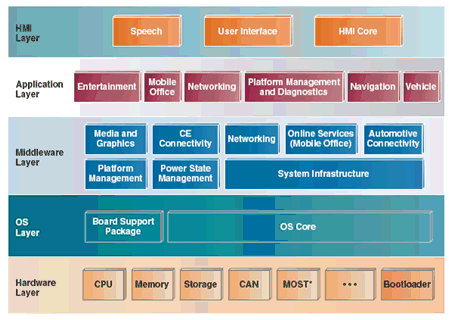 HMI
Layer
Speech
User Interface
HMI Core
Application
Layer
Entertainment
Mobile
Office
Networking
Platform Management
and Diagnostics
Navigation
Vehicle
Middleware
Layer
Media and
Graphics
CE
Connectivity
Networking
Online Services
(Mobile Office)
Automotive
Connectivity
Platform
Management
Power State
Management
System Infrastructure
OS
Layer
Board Support
Package
OS Core
Hardware
Layer
CPU
Memory
Storage
CAN
MOST*
•••
Bootloader